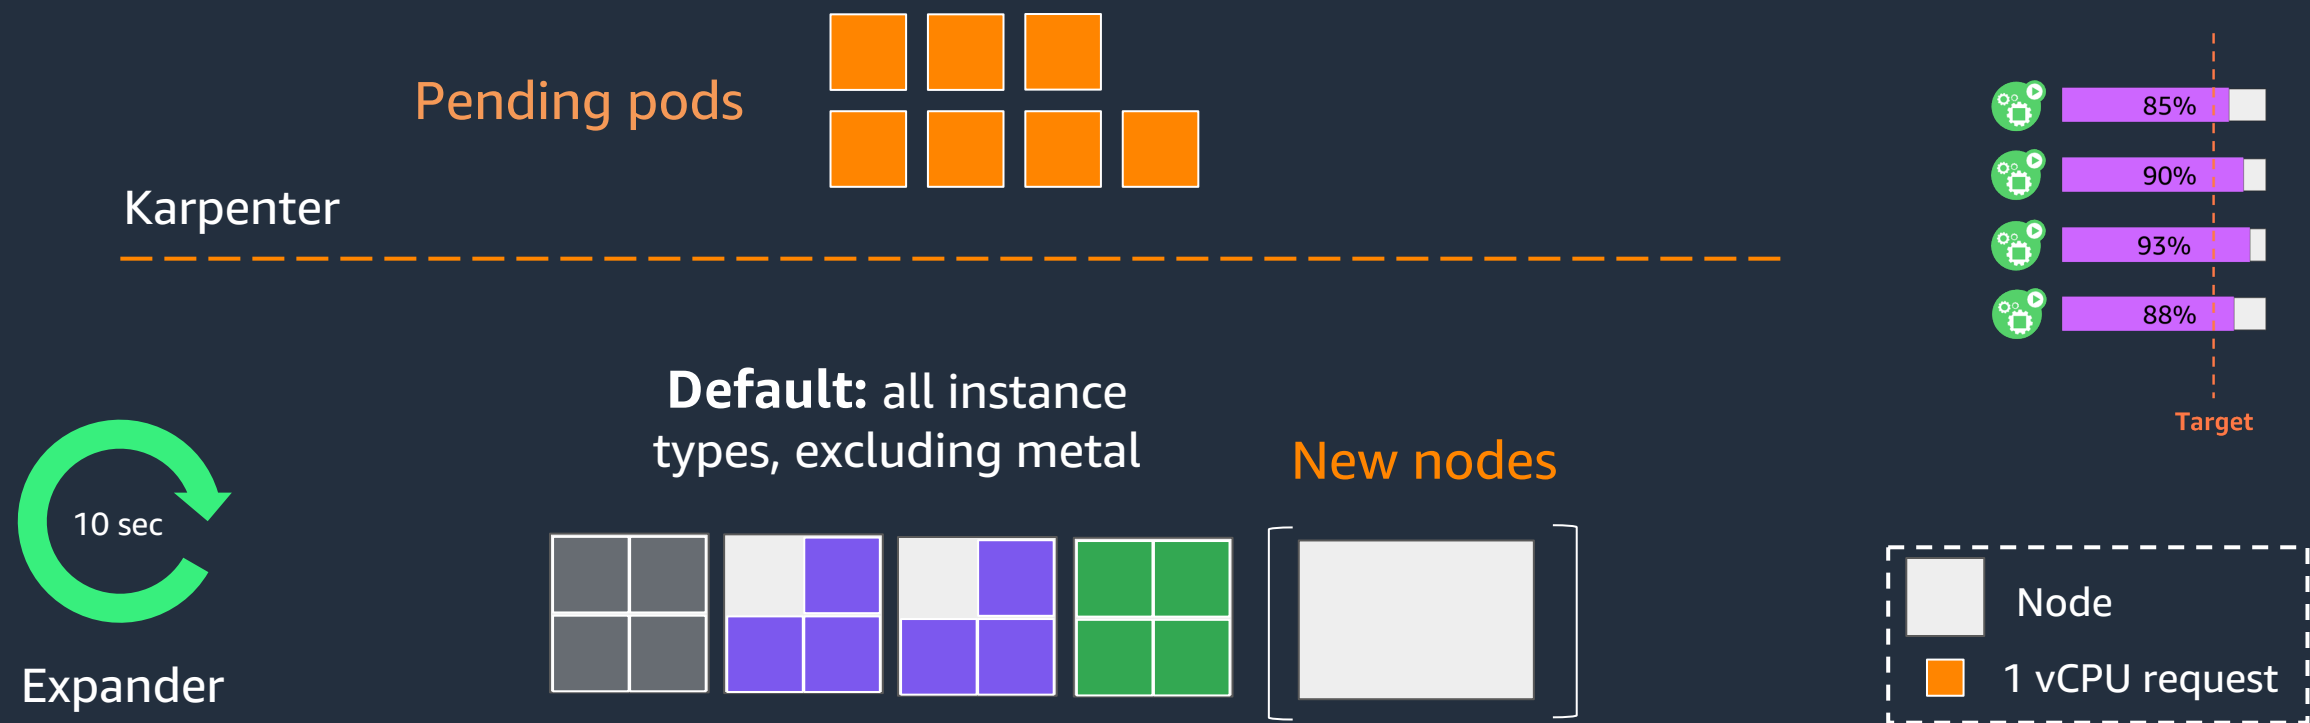 Pending pods
Karpenter
85%
90%
93%
88%
Target
Default: all instance
types, excluding metal
New nodes
10 sec
Expander
Node
1 vCPU request